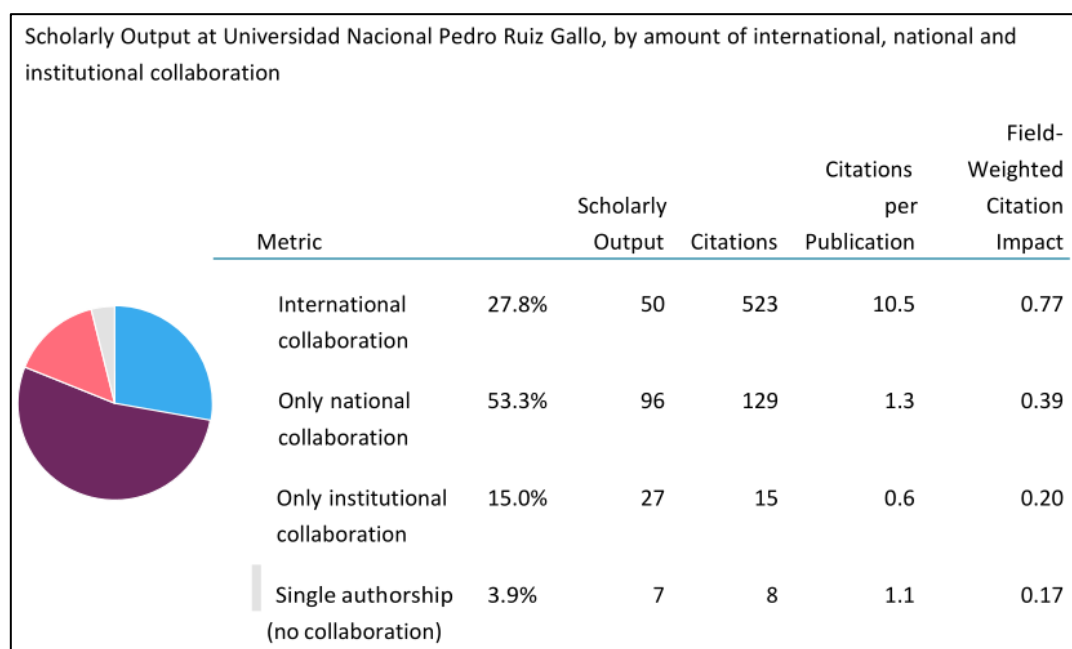 Scholarly Output at Universidad Nacional Pedro Ruiz Gallo, by amount of international, national and
institutional collaboration
Field-
Citations Weighted
Scholarly per Citation
Metric Output Citations Publication Impact
International 27.8% 50 523 10.5 0.77
collaboration
Only national 53.3% 96 129 1.3 0.39
collaboration
Only institutional 15.0% 27 15 0.6 0.20
collaboration
Single authorship 3.9% 7 8 1.1 0.17
(no collaboration)